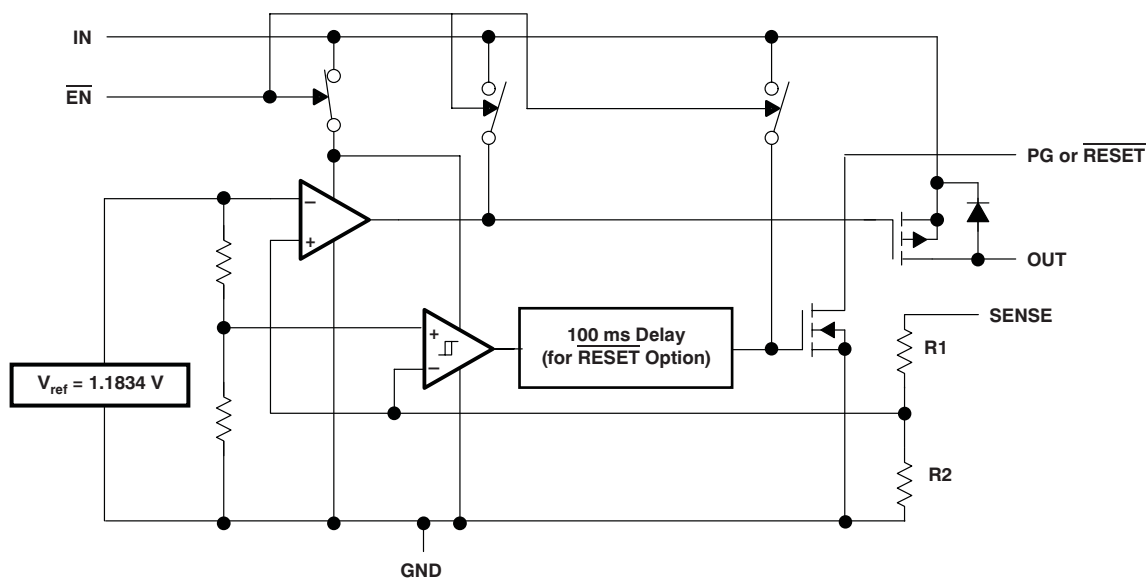 IN
EN
PG or RESET
OUT
SENSE
−
+
+
−
100 ms Delay
(for RESET Option)
R1
Vref = 1.1834 V
R2
GND